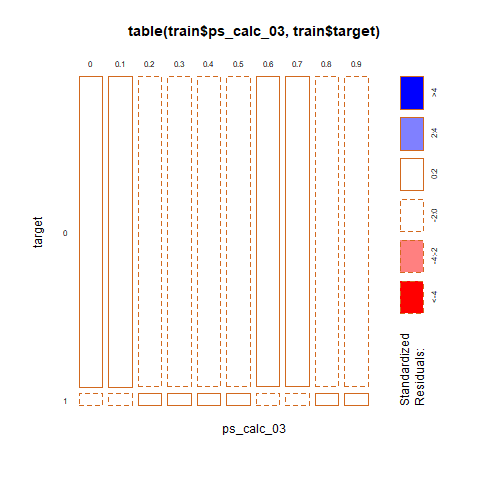 table(train$ps_calc_03, train$target)
0 0.1 0.2 0.3 0.4 0.5 0.6 0.7 0.8 0.9
target
0
1
ps_calc_03
>4
2:4
0:2
-2:0
-4:-2
<-4
Standardized
Residuals: